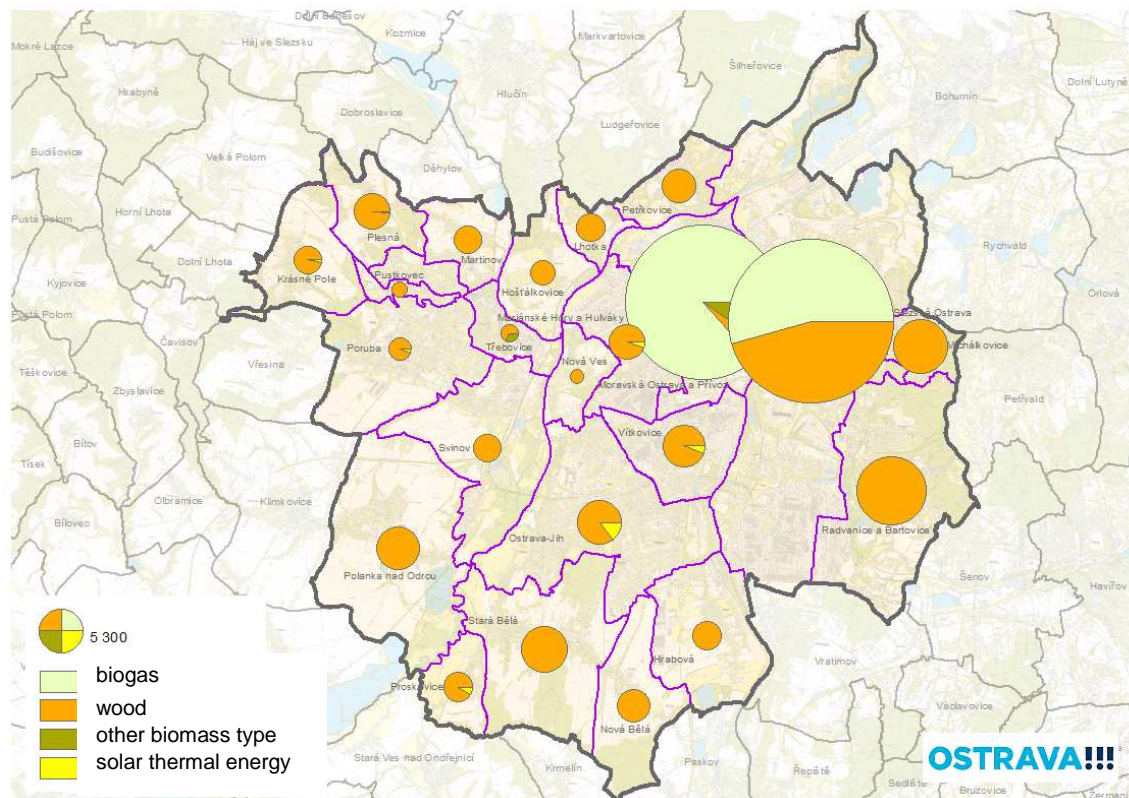 Dolní Benešov
Kozmice
Markvartovice
Mokré Lazce
Háj ve Slezsku
Šilheřovice
Dolní Lutyně
Hrabyně
Hlučín
Bohumín
Dobroslavice
Ludgeřovice
Budišovice
Velká Polom
Děhylov
Petřkovice
Pustá Polom
Horní Lhota
Plesná
Lhotka
Martinov
Rychvald
Dolní Lhota
Krásné Pole
Pustkovec
Hošťálkovice
Kyjovice
Orlová
Pustá Polom
Mariánské Hory a Hulváky
Slezská Ostrava
Čavisov
Třebovice
Michálkovice
Poruba
Nová Ves
Těškovice
Vřesina
Zbyslavice
Moravská Ostrava a Přívoz
Petřvald
Vítkovice
Bítov
Svinov
Tísek
Olbramice
Klimkovice
Bílovec
Radvanice a Bartovice
Ostrava-Jih
Polanka nad Odrou
Šenov
Havířov
Stará Bělá
5 300
Hrabová
Vratimov
biogas
Proskovice
wood
Nová Bělá
Václavovice
other biomass type
solar thermal energy
Stará Ves nad Ondřejnicí
Krmelín
Paskov
Řepiště
OSTRAVA!!!
Sedliště
Bruzovice
Žermanice